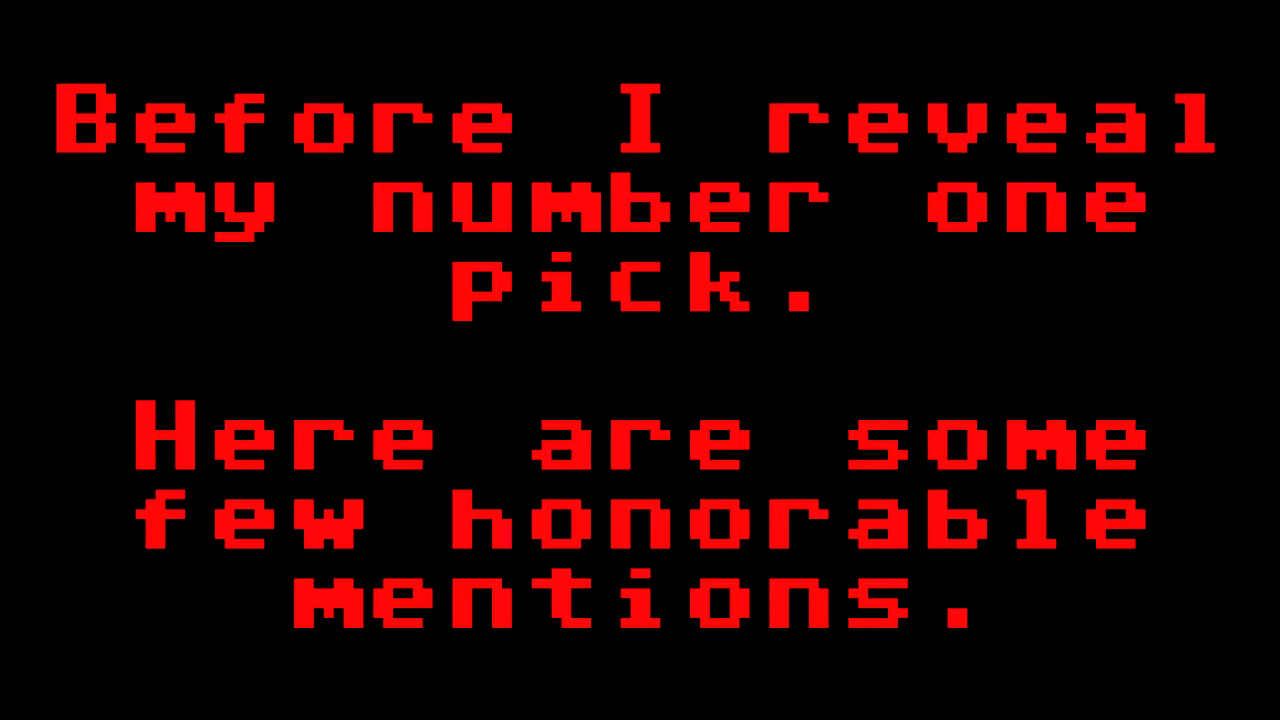 Before I reveal
my number one
pick.
Here are some
few honorable
mentions.